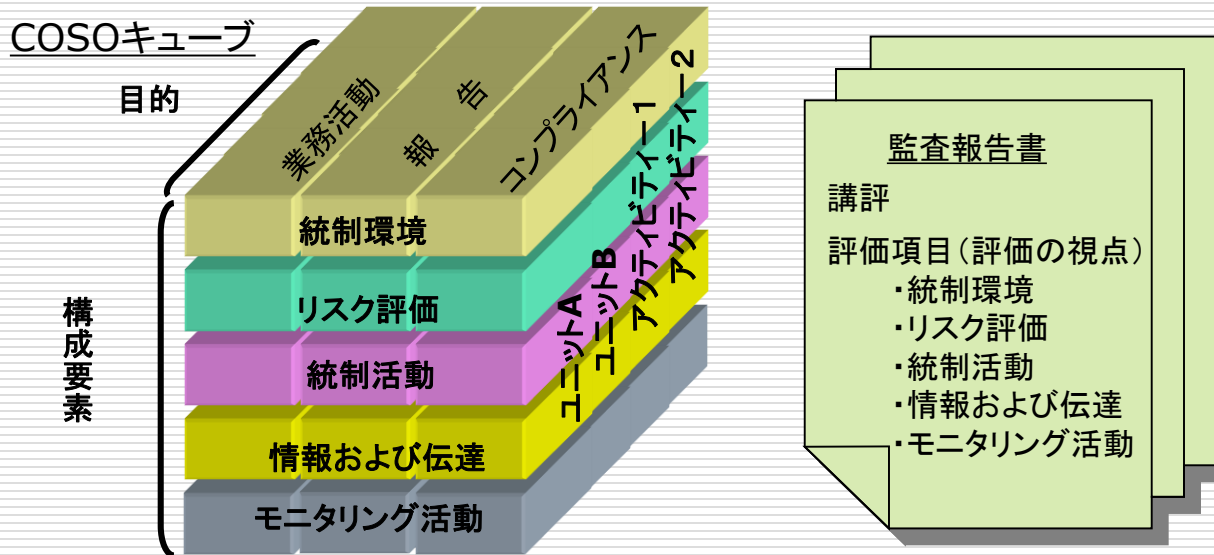 COSOキューブ
目的
業務活動
報告
コンプライアンス
構成要素
統制環境
リスク評価
統制活動
情報および伝達
モニタリング活動
ユニットA
ユニットB
アクティビティー1
アクティビティー2
監査報告書
講評
評価項目(評価の視点)
・統制環境
・リスク評価
・統制活動
・情報および伝達
・モニタリング活動